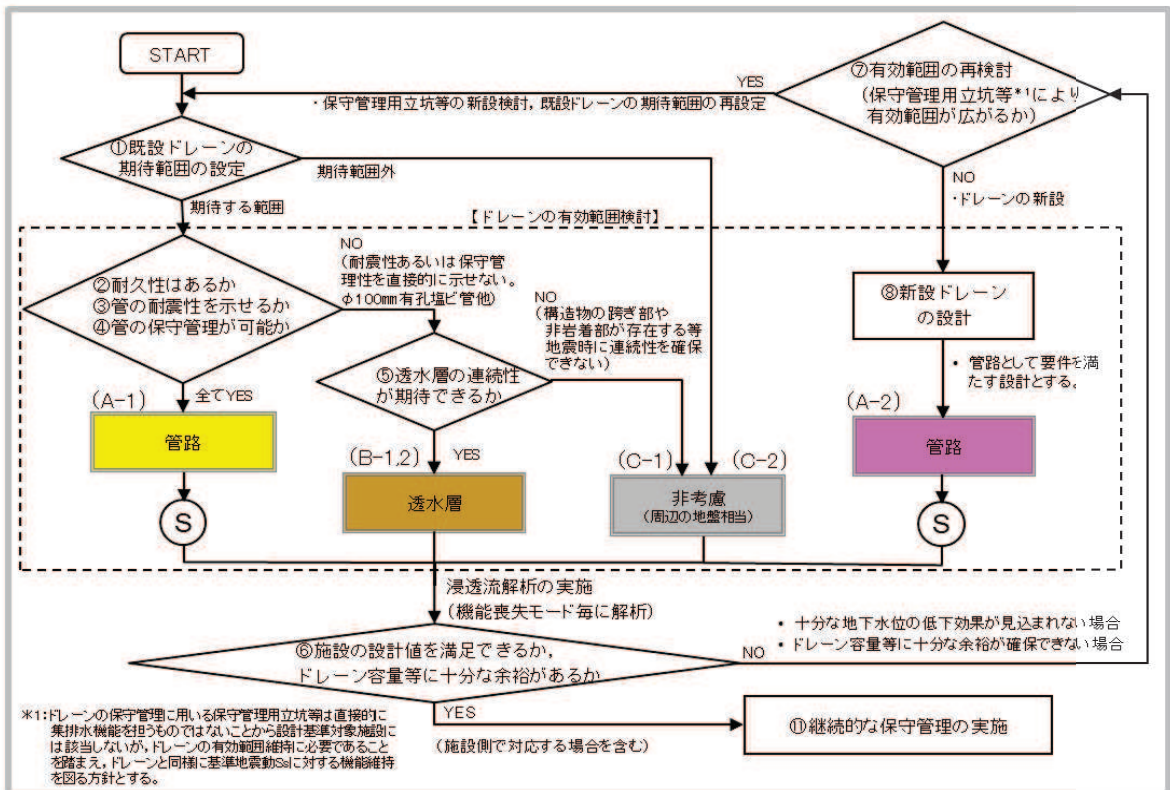 START
YES
・保守管理用立坑等の新設検討，既設ドレーンの期待範囲の再設定
⑦有効範囲の再検討
(保守管理用立坑等*1により
有効範囲が広がるか)
①既設ドレーンの
期待範囲の設定
期待範囲外
期待する範囲
NO
・ドレーンの新設
【ドレーンの有効範囲検討】
②耐久性はあるか
③管の耐震性を示せるか
④管の保守管理が可能か
NO
(耐震性あるいは保守管
理性を直接的に示せない。
φ100mm有孔塩ビ管他)
NO
(構造物の跨ぎ部や
非岩着部が存在する等
地震時に連続性を確保
できない)
⑤透水層の連続性
が期待できるか
⑧新設ドレーン
の設計
• 管路として要件を満
たす設計とする。
(A-1)
全てYES
管路
S
(B-1,2)
YES
透水層
(C-1)
(C-2)
非考慮
(周辺の地盤相当)
(A-2)
管路
S
浸透流解析の実施
(機能喪失モード毎に解析)
⑥施設の設計値を満足できるか，
ドレーン容量等に十分な余裕があるか
NO
• 十分な地下水位の低下効果が見込まれない場合
• ドレーン容量等に十分な余裕が確保できない場合
YES
(施設側で対応する場合を含む)
⑪継続的な保守管理の実施
*1:ドレーンの保守管理に用いる保守管理用立坑等は直接的に
集排水機能を担うものではないことから設計基準対象施設に
は該当しないが，ドレーンの有効範囲維持に必要であること
を踏まえ，ドレーンと同様に基準地震動Ssに対する機能維持
を図る方針とする。